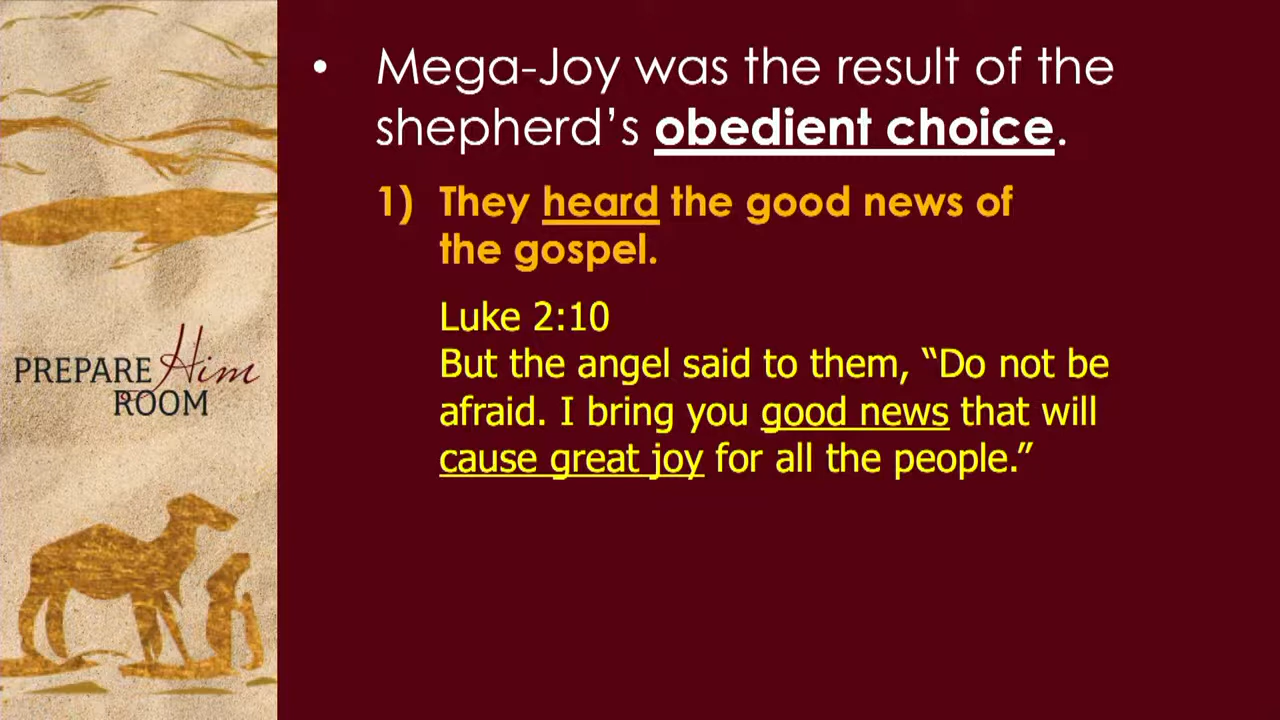 • Mega-Joy was the result of the
shepherd’s obedient choice.
1) They heard the good news of
the gospel.
Luke 2:10
But the angel said to them, “Do not be
afraid. I bring you good news that will
cause great joy for all the people.”
PREPARE Him
ROOM